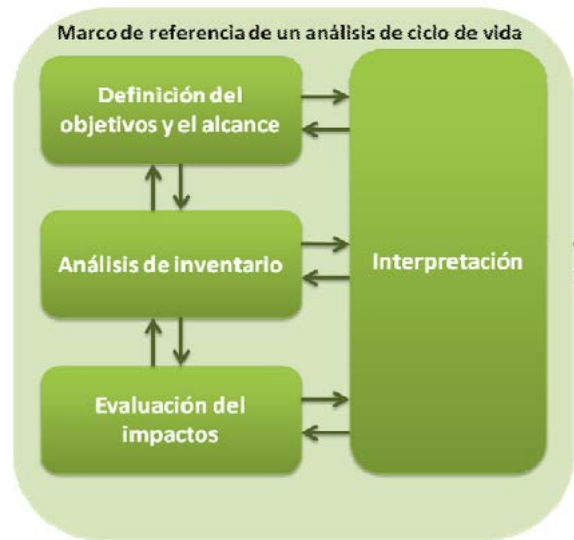 Marco de referencia de un análisis de ciclo de vida
Definición del
objetivos y el alcance
Análisis de inventario
Interpretación
Evaluación del
impactos